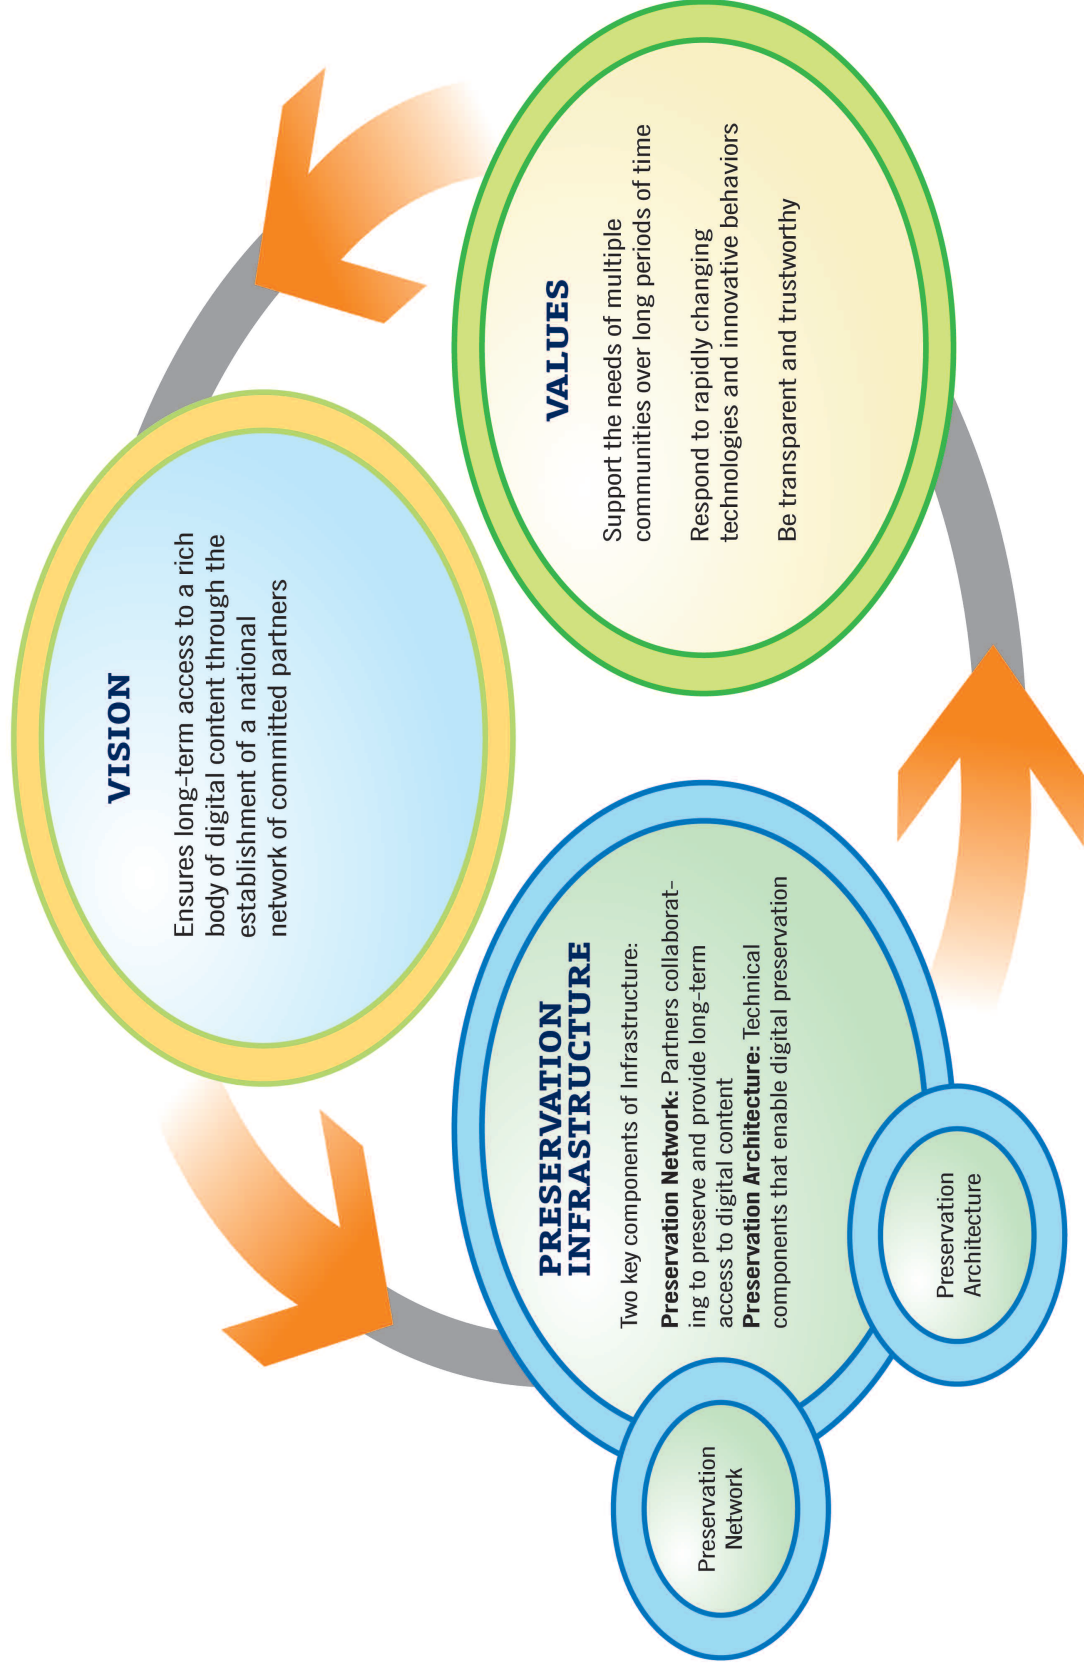 VISION
Ensures long-term access to a rich
body of digital content through the
establishment of a national
network of committed partners
PRESERVATION
INFRASTRUCTURE
Two key components of Infrastructure:
Preservation Network: Partners collaborat-
ing to preserve and provide long-term
access to digital content
Preservation Architecture: Technical
components that enable digital preservation
Preservation
Network
Preservation
Architecture
VALUES
Support the needs of multiple
communities over long periods of time
Respond to rapidly changing
technologies and innovative behaviors
Be transparent and trustworthy